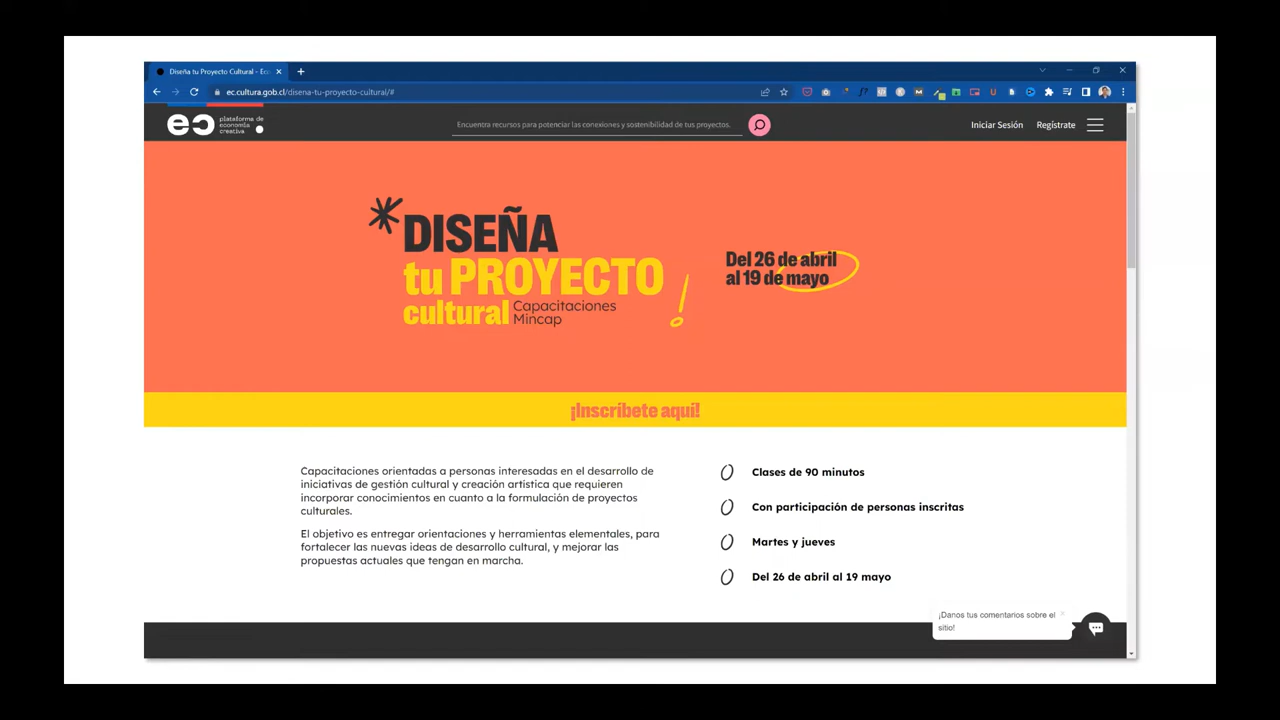 Diseña tu Proyecto Cultural - Ec
ec.cultura.gob.cl/disena-tu-proyecto-cultural/#
ec plataforma de
economía
creativa
Encuentra recursos para potenciar las conexiones y sostenibilidad de tus proyectos.
Iniciar Sesión
Regístrate
*DISEÑA
tu PROYECTO
cultural Capacitaciones
Mincap
!
Del 26 de abril
al 19 de mayo
¡Inscríbete aquí!
Capacitaciones orientadas a personas interesadas en el desarrollo de
iniciativas de gestión cultural y creación artística que requieren
incorporar conocimientos en cuanto a la formulación de proyectos
culturales.
El objetivo es entregar orientaciones y herramientas elementales, para
fortalecer las nuevas ideas de desarrollo cultural, y mejorar las
propuestas actuales que tengan en marcha.
Clases de 90 minutos
Con participación de personas inscritas
Martes y jueves
Del 26 de abril al 19 mayo
¡Danos tus comentarios sobre el
sitio!